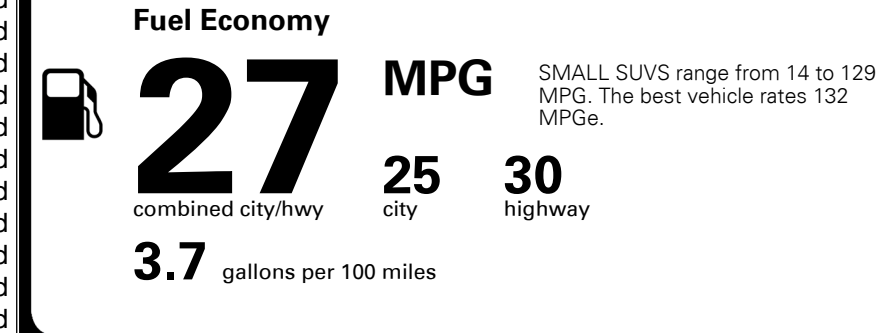 Fuel Economy
27 MPG
SMALL SUVS range from 14 to 129
MPG. The best vehicle rates 132
MPGe.
combined city/hwy
25 city
30 highway
3.7 gallons per 100 miles
d
d
d
d
d
d
d
d
d
d
d